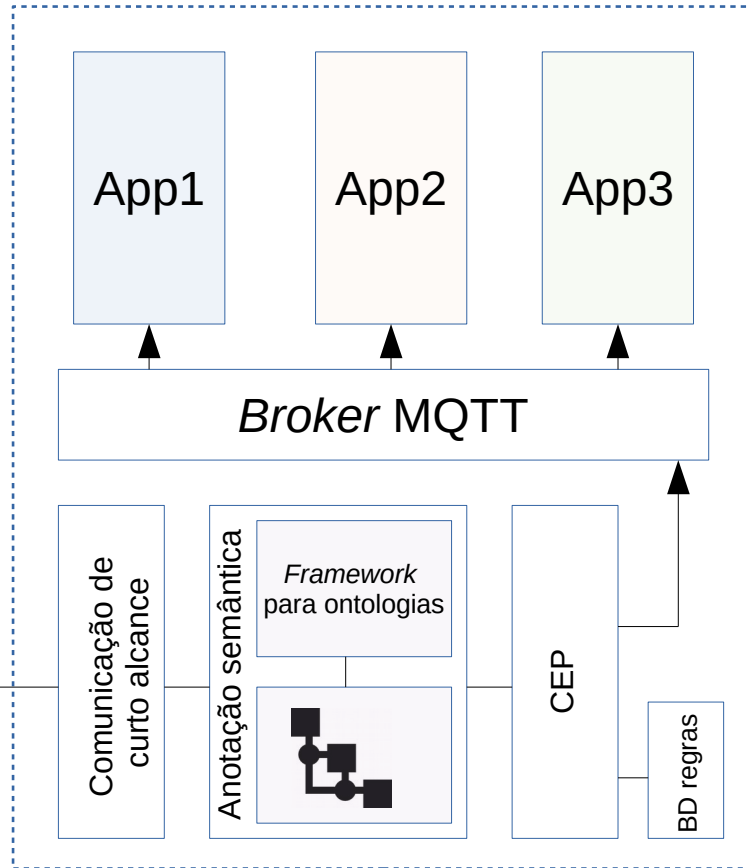 App1
App2
App3
Broker MQTT
Comunicação de
curto alcance
Anotação semântica
Framework
para ontologias
CEP
BD regras